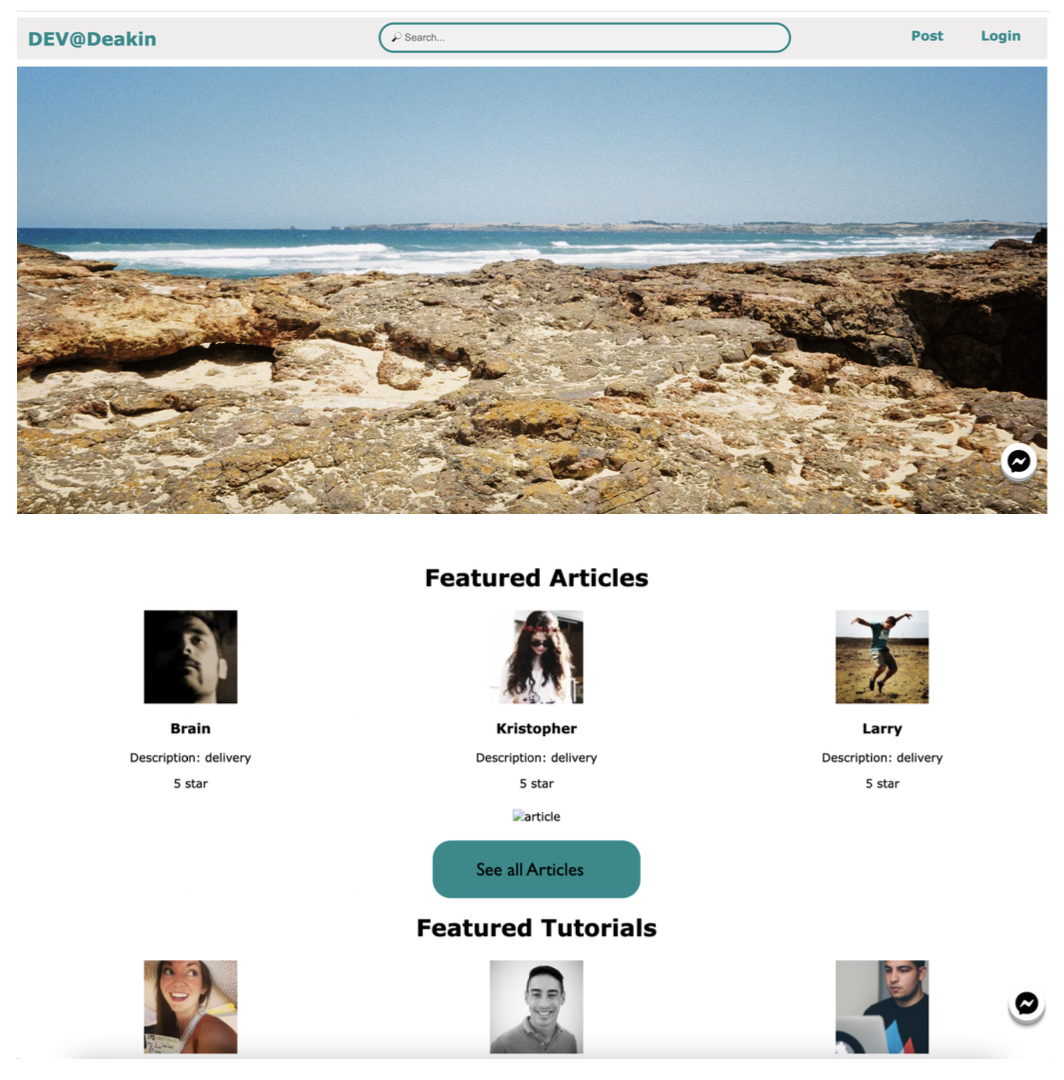 DEV@Deakin
Search...
Post
Login
Featured Articles
Brain
Kristopher
Larry
Description: delivery
Description: delivery
Description: delivery
5 star
5 star
5 star
article
See all Articles
Featured Tutorials